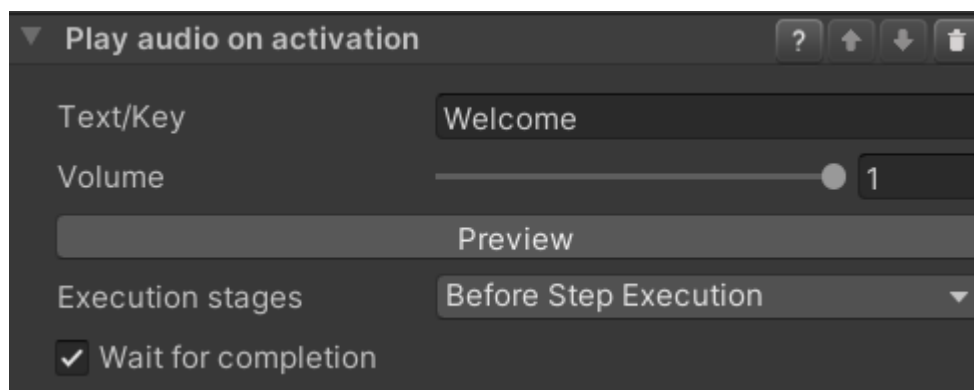 Play audio on activation ?
Text/Key Welcome
Volume 1
Preview
Execution stages Before Step Execution
Wait for completion